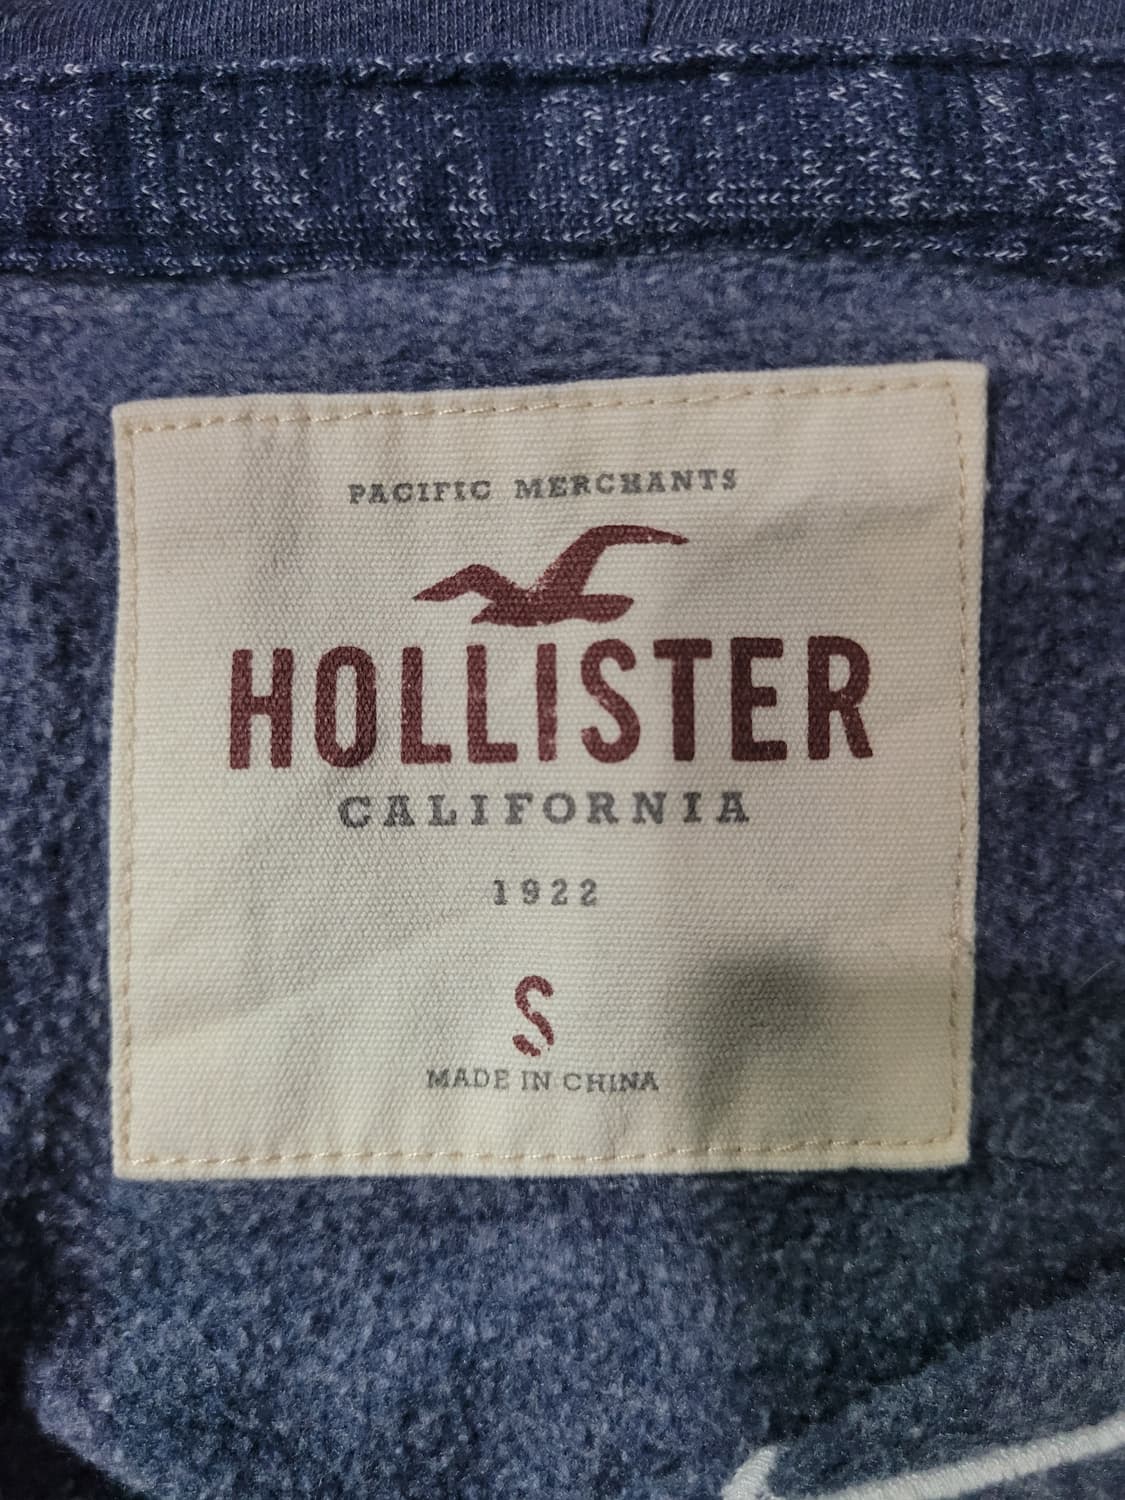 PACIFIC MERCHANTS
HOLLISTER
CALIFORNIA
1922
S
MADE IN CHINA